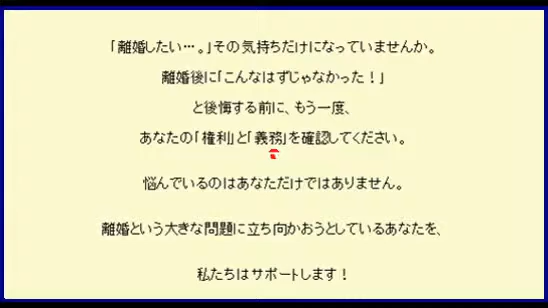 「離婚したい…。」その気持ちだけになっていませんか。
離婚後に「こんなはずじゃなかった！」
と後悔する前に、もう一度、
あなたの「権利」と「義務」を確認してください。
悩んでいるのはあなただけではありません。
離婚という大きな問題に立ち向かおうとしているあなたを、
私たちはサポートします！